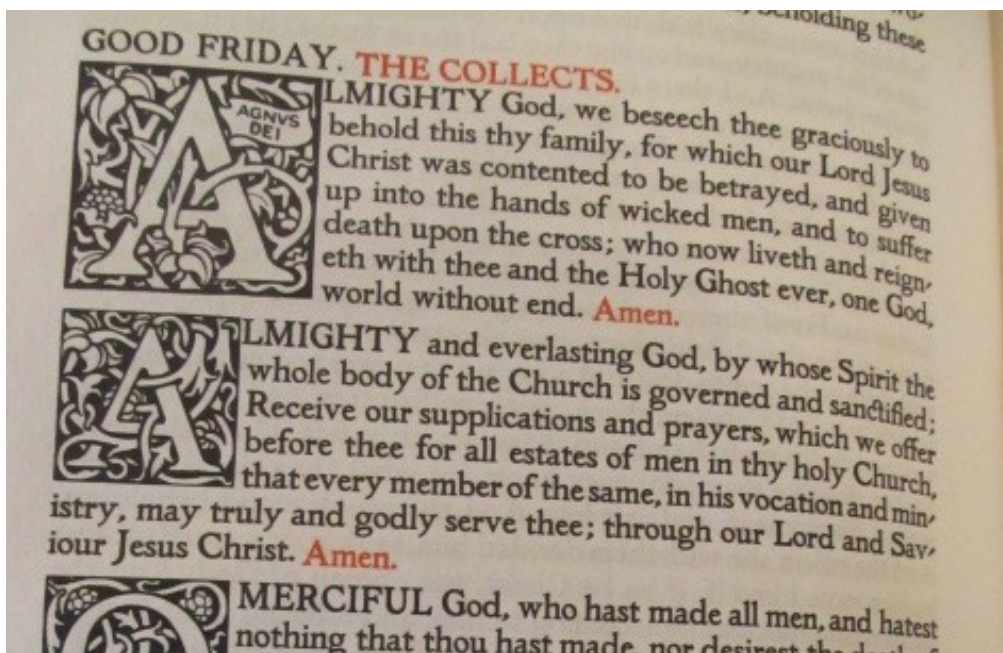 beholding these
GOOD FRIDAY. THE COLLECTS.
AGNVS
DEI
ALMIGHTY God, we beseech thee graciously to
behold this thy family, for which our Lord Jesus
Christ was contented to be betrayed, and given
up into the hands of wicked men, and to suffer
death upon the cross; who now liveth and reign-
eth with thee and the Holy Ghost ever, one God,
world without end. Amen.
ALMIGHTY and everlasting God, by whose Spirit the
whole body of the Church is governed and sanctified;
Receive our supplications and prayers, which we offer
before thee for all estates of men in thy holy Church,
that every member of the same, in his vocation and min-
istry, may truly and godly serve thee; through our Lord and Sav-
iour Jesus Christ. Amen.
O MERCIFUL God, who hast made all men, and hatest
nothing that thou hast made, nor desirest the death of